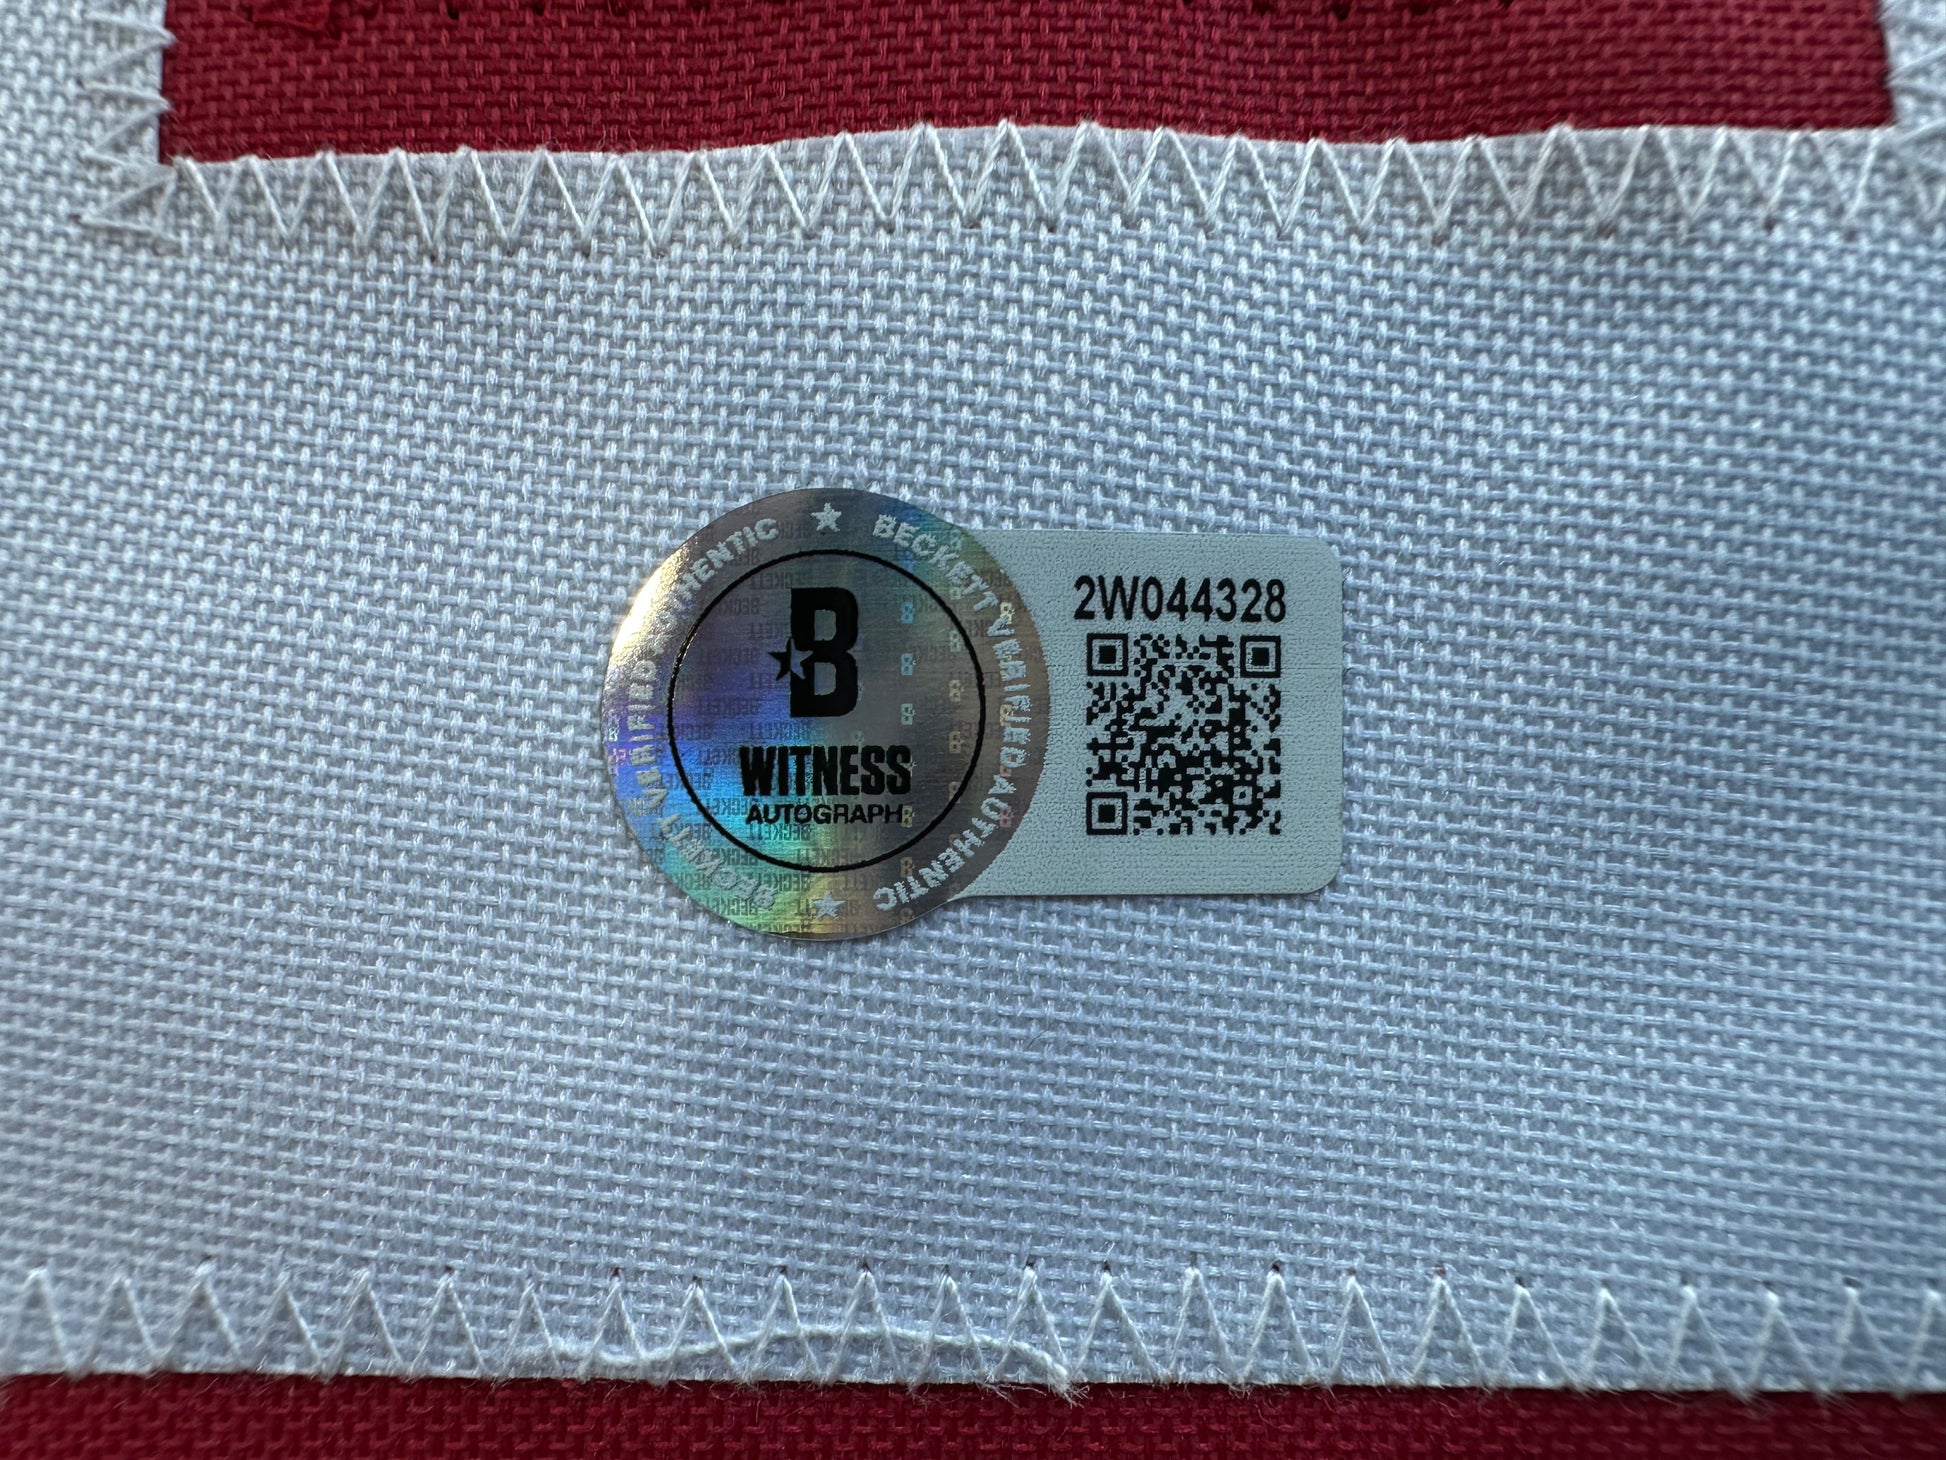 BECKETT VERIFIED AUTHENTIC
BECKETT VERIFIED AUTHENTIC
B
WITNESS
AUTOGRAPH
2W044328